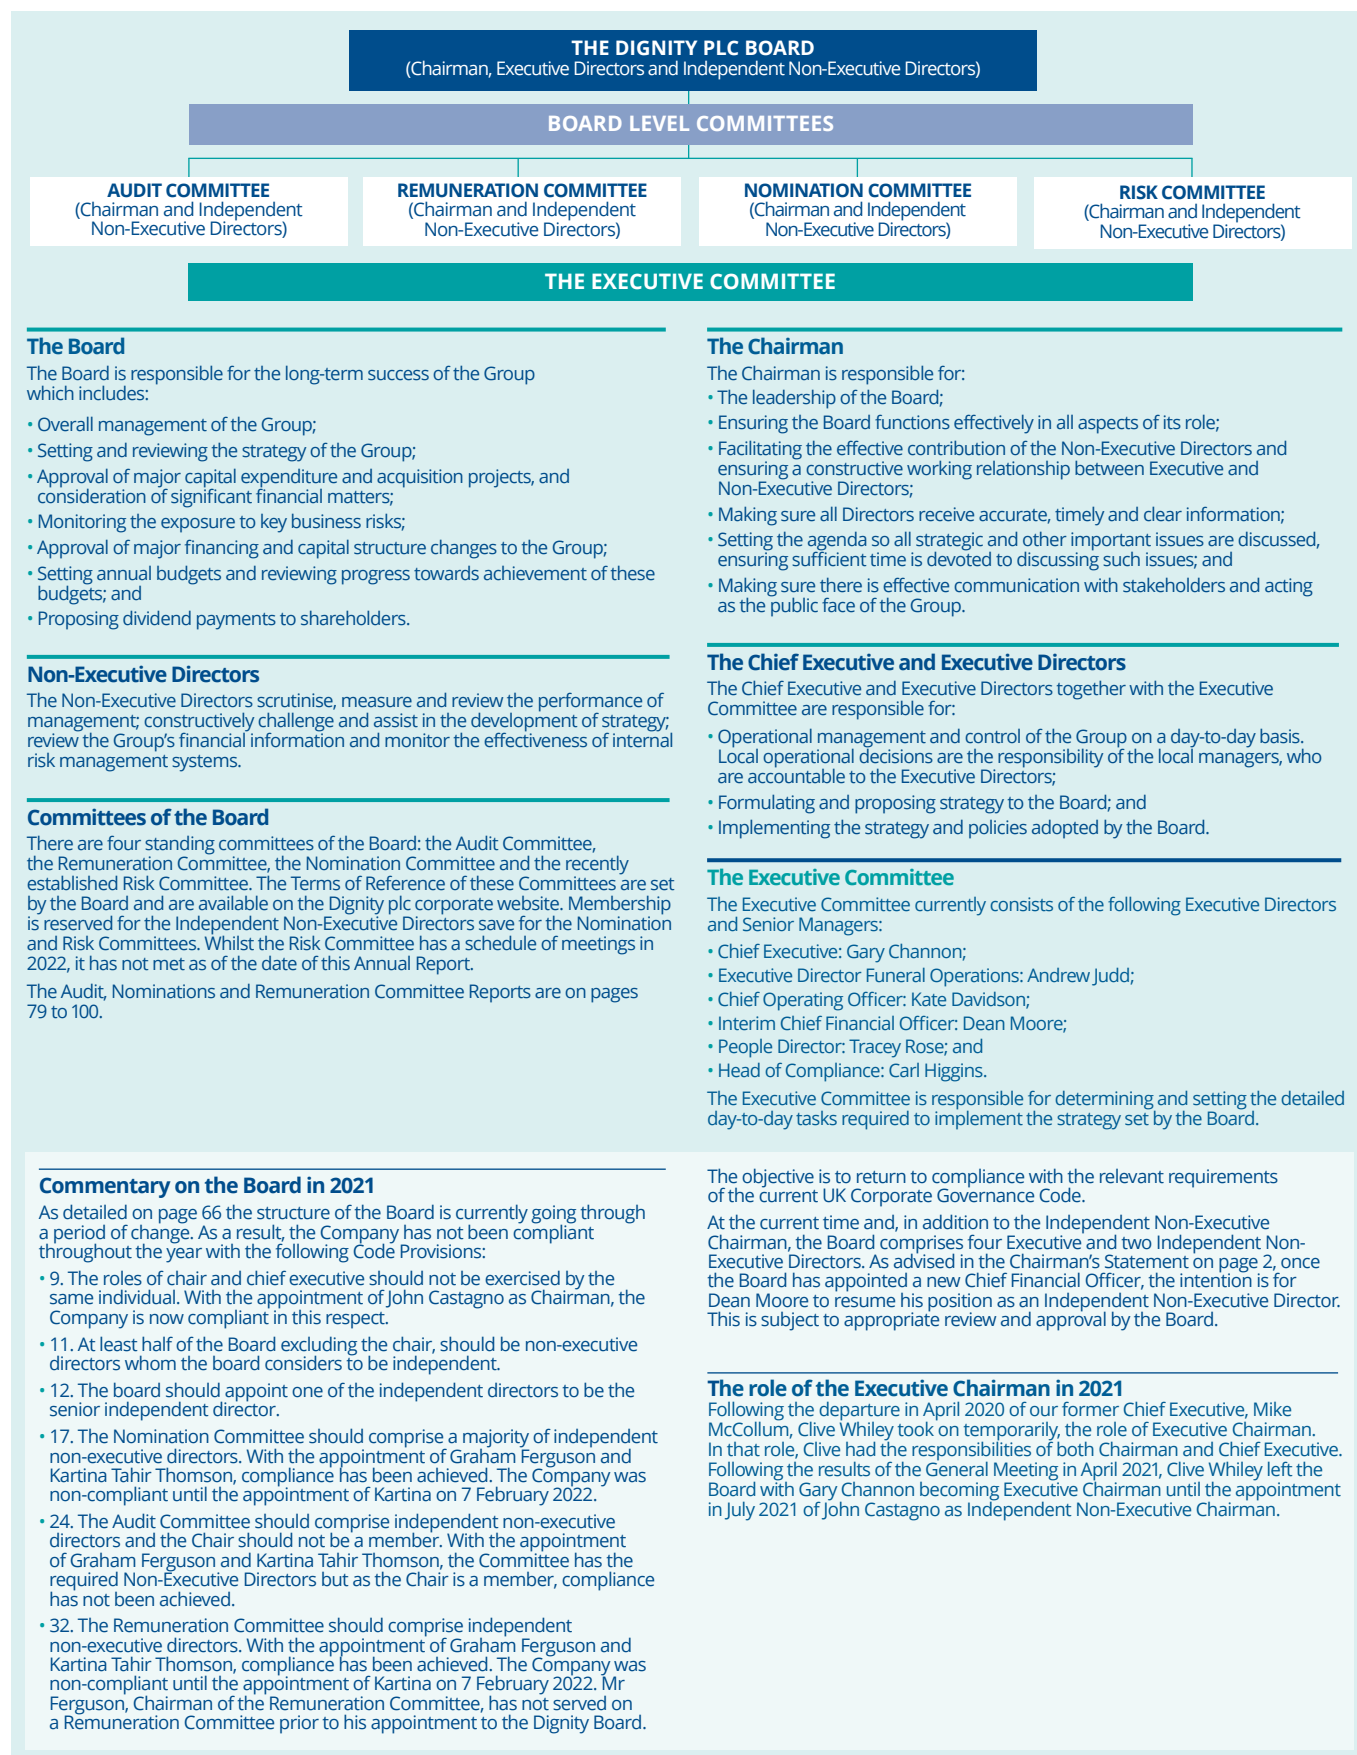 THE DIGNITY PLC BOARD
(Chairman, Executive Directors and Independent Non-Executive Directors)
BOARD LEVEL COMMITTEES
AUDIT COMMITTEE
(Chairman and Independent
Non-Executive Directors)
REMUNERATION COMMITTEE
(Chairman and Independent
Non-Executive Directors)
NOMINATION COMMITTEE
(Chairman and Independent
Non-Executive Directors)
RISK COMMITTEE
(Chairman and Independent
Non-Executive Directors)
THE EXECUTIVE COMMITTEE
The Board
The Board is responsible for the long-term success of the Group
which includes:
• Overall management of the Group;
• Setting and reviewing the strategy of the Group;
• Approval of major capital expenditure and acquisition projects, and
consideration of significant financial matters;
• Monitoring the exposure to key business risks;
• Approval of major financing and capital structure changes to the Group;
• Setting annual budgets and reviewing progress towards achievement of these
budgets; and
• Proposing dividend payments to shareholders.
Non-Executive Directors
The Non-Executive Directors scrutinise, measure and review the performance of
management; constructively challenge and assist in the development of strategy;
review the Group's financial information and monitor the effectiveness of internal
risk management systems.
Committees of the Board
There are four standing committees of the Board: the Audit Committee,
the Remuneration Committee, the Nomination Committee and the recently
established Risk Committee. The Terms of Reference of these Committees are set
by the Board and are available on the Dignity plc corporate website. Membership
is reserved for the Independent Non-Executive Directors save for the Nomination
and Risk Committees. Whilst the Risk Committee has a schedule of meetings in
2022, it has not met as of the date of this Annual Report.
The Audit, Nominations and Remuneration Committee Reports are on pages
79 to 100.
The Chairman
The Chairman is responsible for:
• The leadership of the Board;
• Ensuring the Board functions effectively in all aspects of its role;
• Facilitating the effective contribution of the Non-Executive Directors and
ensuring a constructive working relationship between Executive and
Non-Executive Directors;
• Making sure all Directors receive accurate, timely and clear information;
• Setting the agenda so all strategic and other important issues are discussed,
ensuring sufficient time is devoted to discussing such issues; and
• Making sure there is effective communication with stakeholders and acting
as the public face of the Group.
The Chief Executive and Executive Directors
The Chief Executive and Executive Directors together with the Executive
Committee are responsible for:
• Operational management and control of the Group on a day-to-day basis.
Local operational decisions are the responsibility of the local managers, who
are accountable to the Executive Directors;
• Formulating and proposing strategy to the Board; and
• Implementing the strategy and policies adopted by the Board.
The Executive Committee
The Executive Committee currently consists of the following Executive Directors
and Senior Managers:
• Chief Executive: Gary Channon;
• Executive Director Funeral Operations: Andrew Judd;
• Chief Operating Officer: Kate Davidson;
• Interim Chief Financial Officer: Dean Moore;
• People Director: Tracey Rose; and
• Head of Compliance: Carl Higgins.
The Executive Committee is responsible for determining and setting the detailed
day-to-day tasks required to implement the strategy set by the Board.
Commentary on the Board in 2021
As detailed on page 66 the structure of the Board is currently going through
a period of change. As a result, the Company has not been compliant
throughout the year with the following Code Provisions:
• 9. The roles of chair and chief executive should not be exercised by the
same individual. With the appointment of John Castagno as Chairman, the
Company is now compliant in this respect.
• 11. At least half of the Board excluding the chair, should be non-executive
directors whom the board considers to be independent.
• 12. The board should appoint one of the independent directors to be the
senior independent director.
• 17. The Nomination Committee should comprise a majority of independent
non-executive directors. With the appointment of Graham Ferguson and
Kartina Tahir Thomson, compliance has been achieved. The Company was
non-compliant until the appointment of Kartina on 7 February 2022.
• 24. The Audit Committee should comprise independent non-executive
directors and the Chair should not be a member. With the appointment
of Graham Ferguson and Kartina Tahir Thomson, the Committee has the
required Non-Executive Directors but as the Chair is a member, compliance
has not been achieved.
• 32. The Remuneration Committee should comprise independent
non-executive directors. With the appointment of Graham Ferguson and
Kartina Tahir Thomson, compliance has been achieved. The Company was
non-compliant until the appointment of Kartina on 7 February 2022. Mr
Ferguson, Chairman of the Remuneration Committee, has not served on
a Remuneration Committee prior to his appointment to the Dignity Board.
The objective is to return to compliance with the relevant requirements
of the current UK Corporate Governance Code.
At the current time and, in addition to the Independent Non-Executive
Chairman, the Board comprises four Executive and two Independent Non-
Executive Directors. As advised in the Chairman's Statement on page 2, once
the Board has appointed a new Chief Financial Officer, the intention is for
Dean Moore to resume his position as an Independent Non-Executive Director.
This is subject to appropriate review and approval by the Board.
The role of the Executive Chairman in 2021
Following the departure in April 2020 of our former Chief Executive, Mike
McCollum, Clive Whiley took on temporarily, the role of Executive Chairman.
In that role, Clive had the responsibilities of both Chairman and Chief Executive.
Following the results of the General Meeting in April 2021, Clive Whiley left the
Board with Gary Channon becoming Executive Chairman until the appointment
in July 2021 of John Castagno as Independent Non-Executive Chairman.